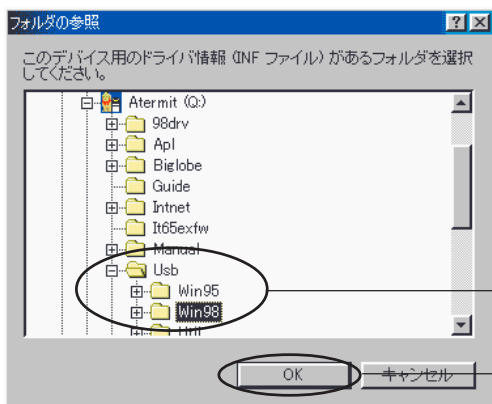 フォルダの参照
このデバイス用のドライバ情報 (INF ファイル) があるフォルダを選択
してください。
Atermit (Q:)
98drv
Apl
Biglobe
Guide
Intnet
It65exfw
Manual
Usb
Win95
Win98
Util
OK
キャンセル